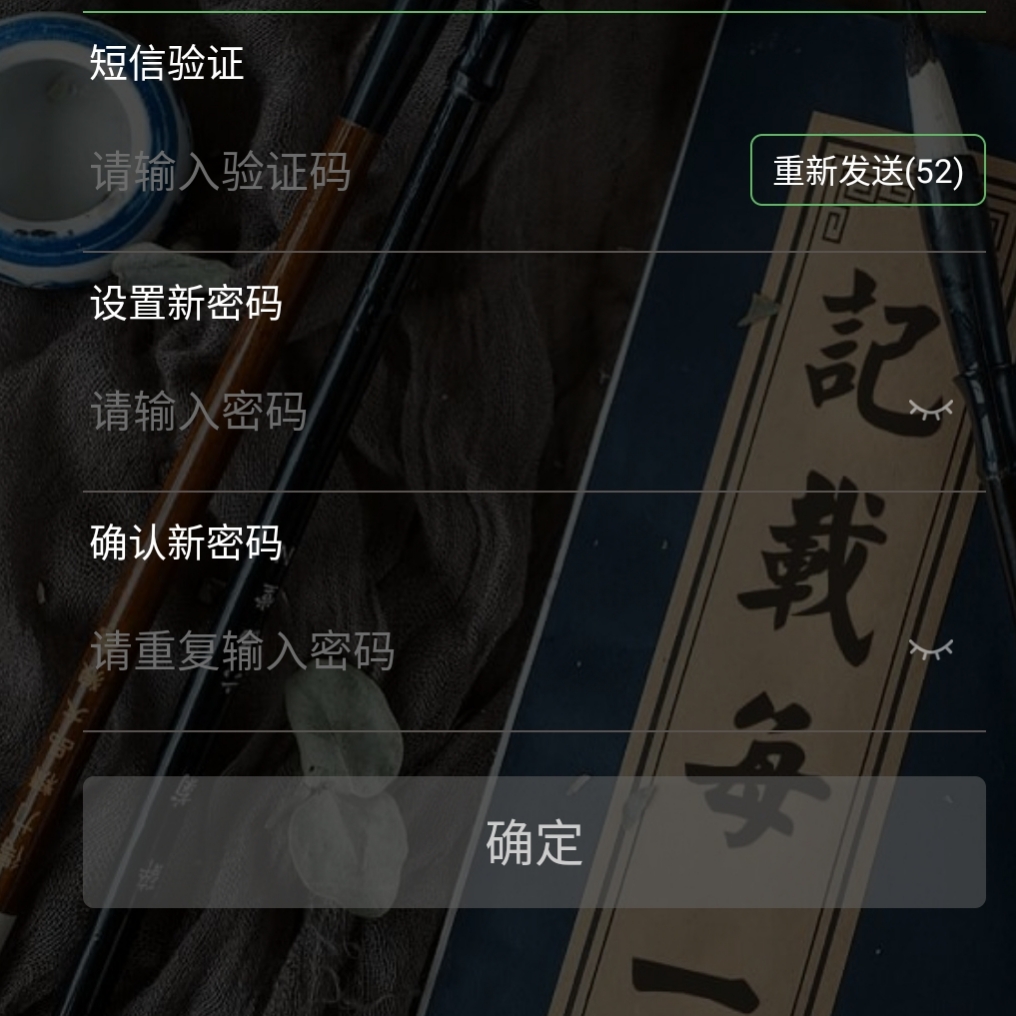 短信验证
请输入验证码
重新发送(52)
设置新密码
请输入密码
确认新密码
请重复输入密码
确定
記載每一